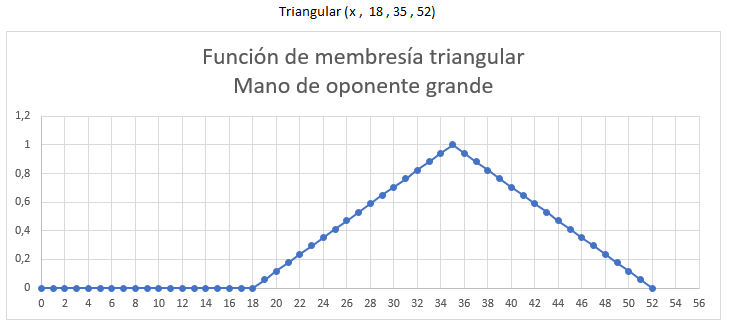 Triangular (x , 18 , 35 , 52)
Función de membresía triangular
Mano de oponente grande
1,2
1
0,8
0,6
0,4
0,2
0
0 2 4 6 8 10 12 14 16 18 20 22 24 26 28 30 32 34 36 38 40 42 44 46 48 50 52 54 56